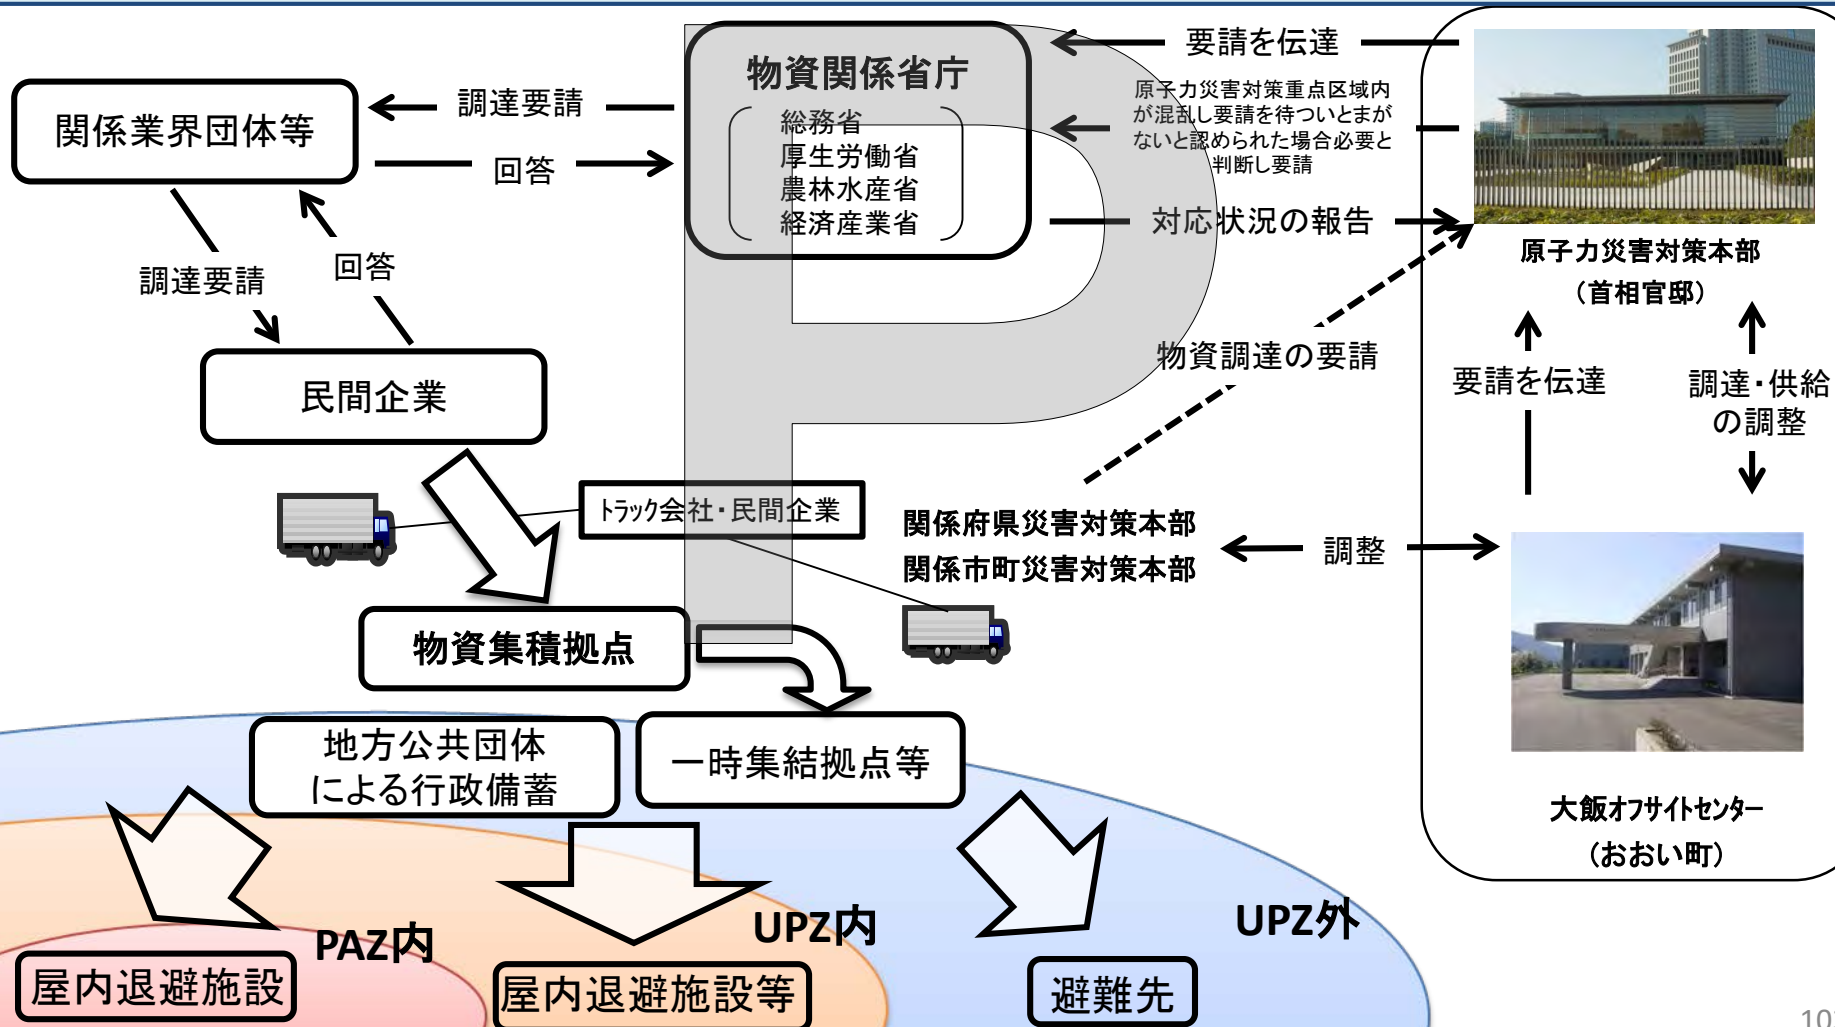 要請を伝達
物資関係省庁
原子力災害対策重点区域内
が混乱し要請を待ついとまが
ないと認められた場合必要と
判断し要請
調達要請
総務省
関係業界団体等
厚生労働省
回答
農林水産省
経済産業省
対応状況の報告
原子力災害対策本部
（首相官邸）
調達要請
回答
物資調達の要請
要請を伝達
調達・供給
の調整
民間企業
トラック会社・民間企業
関係府県災害対策本部
関係市町災害対策本部
調整
物資集積拠点
地方公共団体
による行政備蓄
一時集結拠点等
大飯オフサイトセンター
（おおい町）
PAZ内
UPZ内
UPZ外
屋内退避施設
屋内退避施設等
避難先